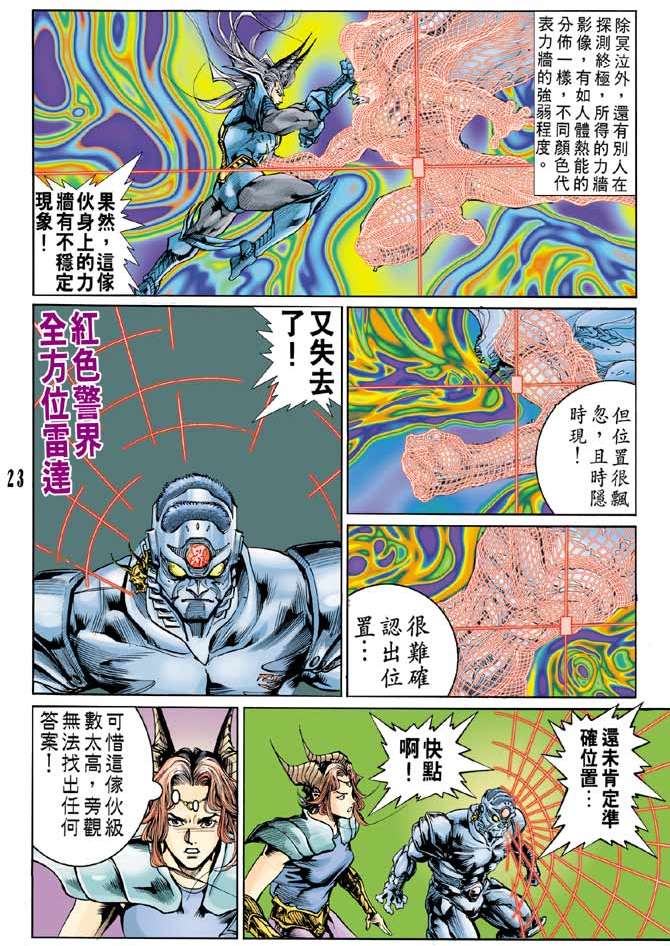 除冥泣外，還有別人在
探測終極，所得的力牆
影像，有如人體熱能的
分佈一樣，不同顏色代
表力牆的強弱程度。
果然，這傢
伙身上的力
牆有不穩定
現象！
但位置很飄
忽，且時隱
時現！
又失去
了！
紅色警界
全方位雷達
很難確
認出位
置…
還未肯定準
確位置…
快點
啊！
可惜這傢伙級
數太高，旁觀
無法找出任何
答案！
23